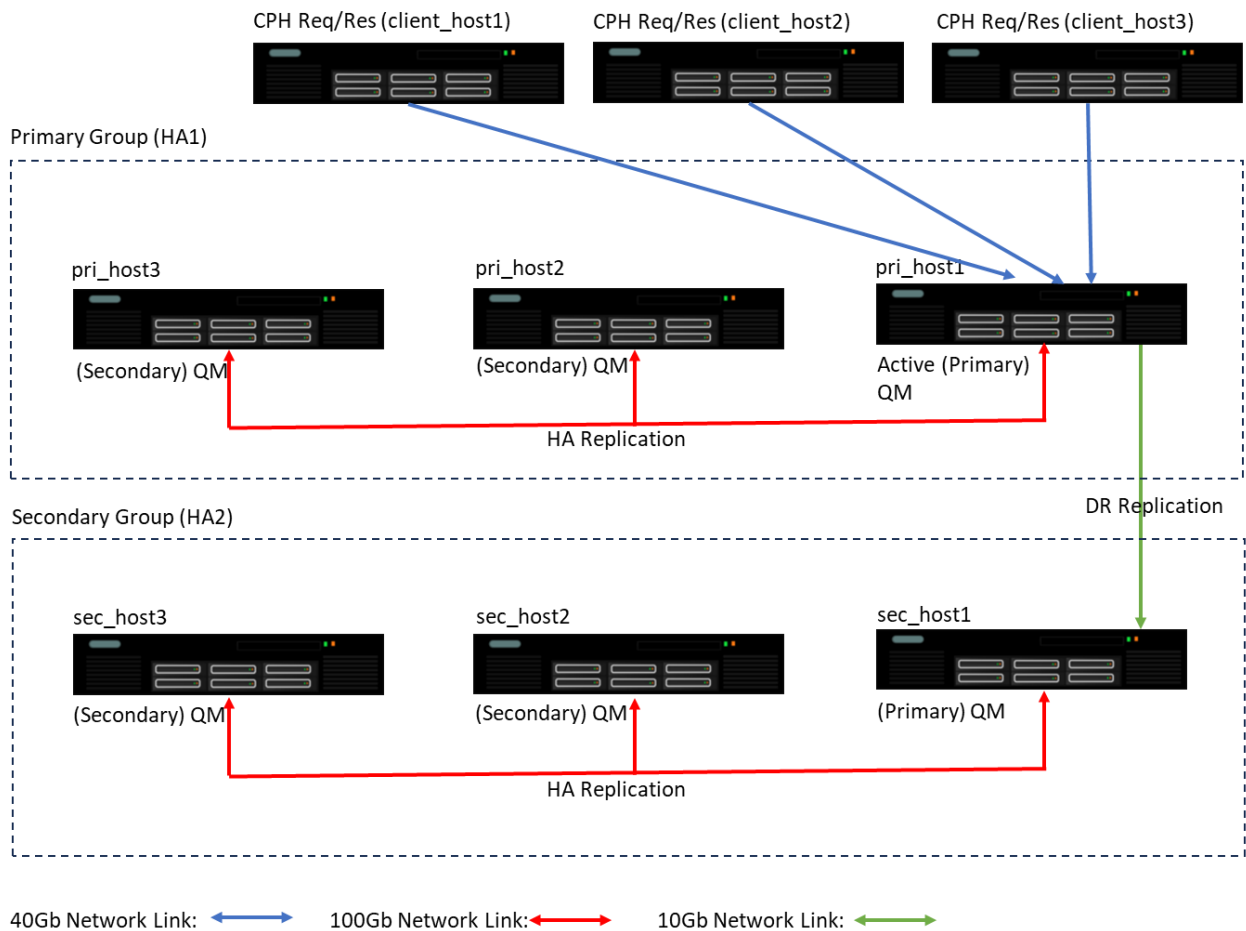 CPH Req/Res (client_host1)
CPH Req/Res (client_host2)
CPH Req/Res (client_host3)
Primary Group (HA1)
pri_host3
pri_host2
pri_host1
(Secondary) QM
(Secondary) QM
Active (Primary)
QM
HA Replication
DR Replication
Secondary Group (HA2)
sec_host3
sec_host2
sec_host1
(Secondary) QM
(Secondary) QM
(Primary) QM
HA Replication
40Gb Network Link:
100Gb Network Link:
10Gb Network Link: